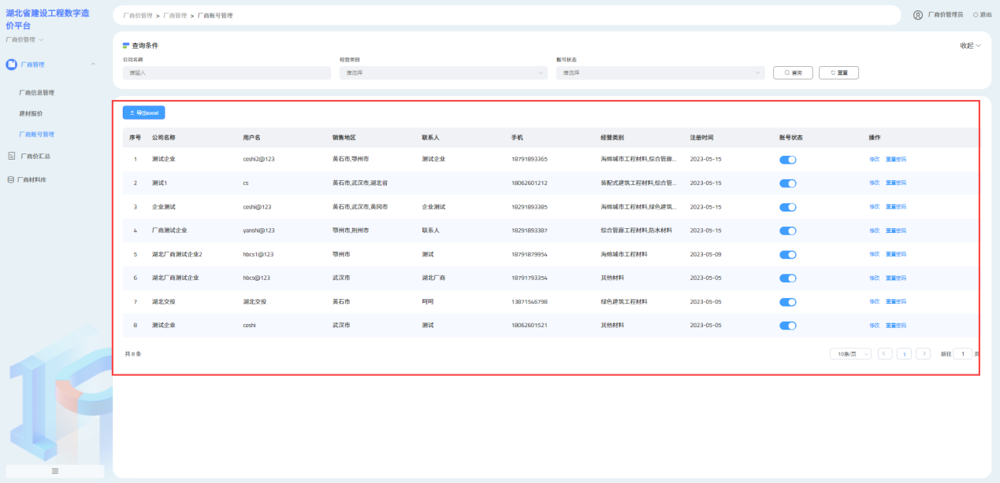 湖北省建设工程数字造
价平台
厂商价管理
厂商管理
厂商信息管理
建材报价
厂商账号管理
厂商价汇总
厂商材料库
厂商价管理 > 厂商管理 > 厂商账号管理
厂商价管理员 退出
查询条件 收起
公司名称 经营类别 账号状态
请输入 请选择 请选择 查询 重置
导出excel
序号 公司名称 用户名 销售地区 联系人 手机 经营类别 注册时间 账号状态 操作
1 测试企业 ceshi2@123 黄石市,鄂州市 测试企业 18791893365 海绵城市工程材料,综合管廊... 2023-05-15 修改 重置密码
2 测试1 cs 黄石市,武汉市,湖北省 18062601212 装配式建筑工程材料,综合管... 2023-05-15 修改 重置密码
3 企业测试 ceshi@123 黄石市,武汉市,黄冈市 企业测试 18291893385 海绵城市工程材料,绿色建筑... 2023-05-15 修改 重置密码
4 厂商测试企业 yanshi@123 鄂州市,荆州市 联系人 18291893387 综合管廊工程材料,防水材料 2023-05-15 修改 重置密码
5 湖北厂商测试企业2 hbcs1@123 鄂州市 测试 18791879954 海绵城市工程材料 2023-05-09 修改 重置密码
6 湖北厂商测试企业 hbcs@123 武汉市 湖北厂商 18791793354 其他材料 2023-05-05 修改 重置密码
7 湖北交投 湖北交投 黄石市 呵呵 13871546798 绿色建筑工程材料 2023-05-05 修改 重置密码
8 测试企业 ceshi 武汉市 测试 18062601521 其他材料 2023-05-05 修改 重置密码
共 8 条 10条/页 < 1 > 前往 1 页